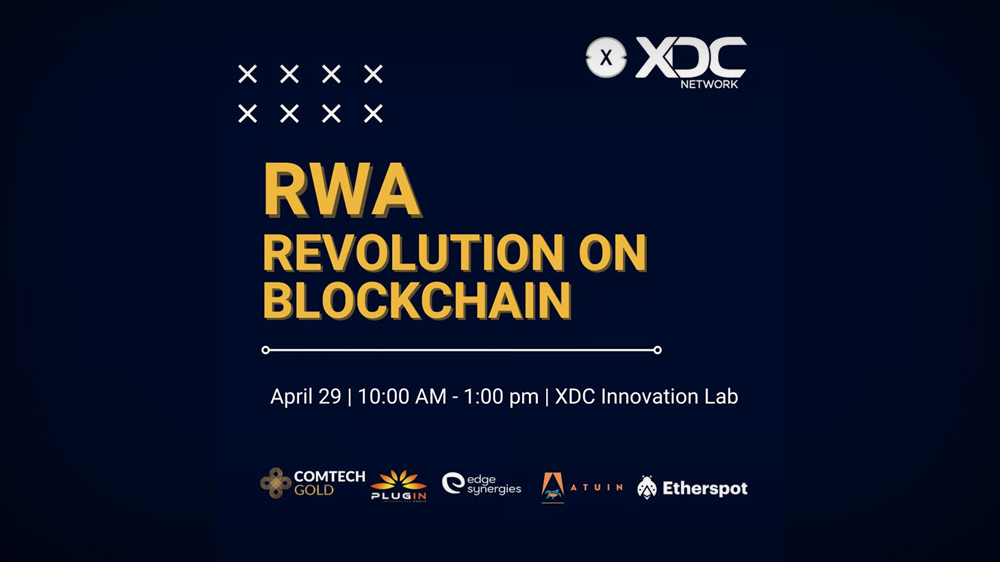 X XDC
NETWORK
RWA
REVOLUTION ON
BLOCKCHAIN
April 29 | 10:00 AM - 1:00 pm | XDC Innovation Lab
COMTECH
GOLD
PLUGIN
edge
synergies
ATUIN
Etherspot